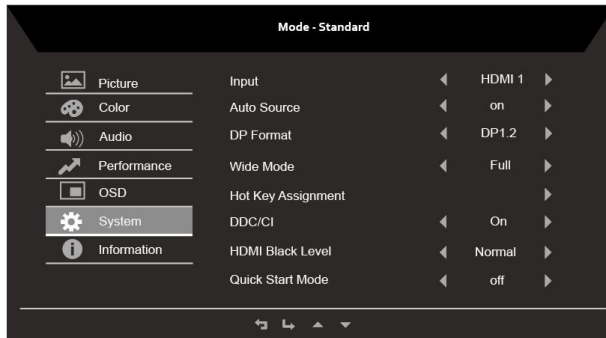 Mode - Standard
Picture
Color
Audio
Performance
OSD
System
Information
Input HDMI 1
Auto Source on
DP Format DP1.2
Wide Mode Full
Hot Key Assignment
DDC/CI On
HDMI Black Level Normal
Quick Start Mode off